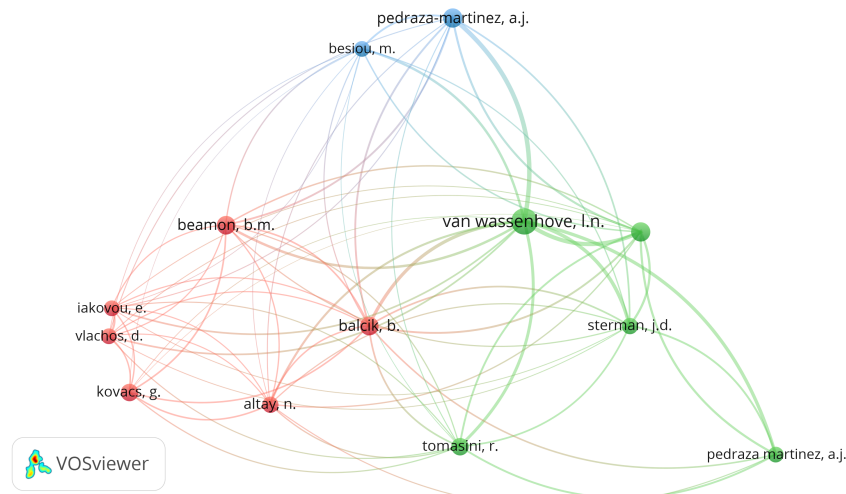 pedraza-martinez, a.j.
besiou, m.
van wassenhove, l.n.
beamon, b.m.
iakovou, e.
balcik, b.
sterman, j.d.
vlachos, d.
kovacs, g.
altay, n.
tomasini, r.
pedraza martinez, a.j.
VOSviewer